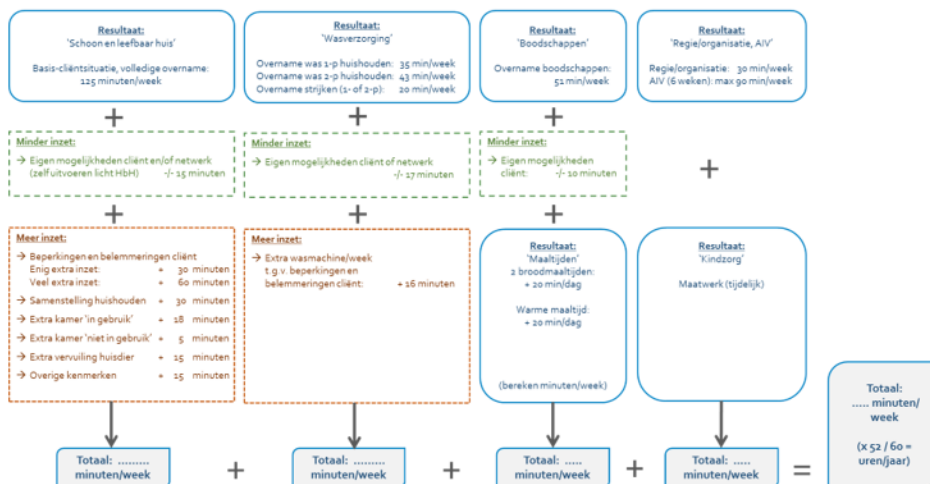 Resultaat:
'Schoon en leefbaar huis'
Basis-cliëntsituatie, volledige overname:
125 minuten/week
Resultaat:
'Wasverzorging'
Overname was 1-p huishouden: 35 min/week
Overname was 2-p huishouden: 43 min/week
Overname strijken (1- of 2-p): 20 min/week
Resultaat:
'Boodschappen'
Overname boodschappen:
51 min/week
Resultaat:
'Regie/organisatie, AIV'
Regie/organisatie: 30 min/week
AIV (6 weken): max 90 min/week
+
+
+
Minder inzet:
→ Eigen mogelijkheden cliënt en/of netwerk
(zelf uitvoeren licht HbH) -/- 15 minuten
Minder inzet:
→ Eigen mogelijkheden cliënt of netwerk
-/- 17 minuten
Minder inzet:
→ Eigen mogelijkheden
cliënt: -/- 10 minuten
+
+
+
+
Meer inzet:
→ Beperkingen en belemmeringen cliënt
Enig extra inzet: + 30 minuten
Veel extra inzet: + 60 minuten
→ Samenstelling huishouden + 30 minuten
→ Extra kamer 'in gebruik' + 18 minuten
→ Extra kamer 'niet in gebruik' + 5 minuten
→ Extra vervuiling huisdier + 15 minuten
→ Overige kenmerken + 15 minuten
Meer inzet:
→ Extra wasmachine/week
t.g.v. beperkingen en
belemmeringen cliënt: + 16 minuten
Resultaat:
'Maaltijden'
2 broodmaaltijden:
+ 20 min/dag
Warme maaltijd:
+ 20 min/dag
(bereken minuten/week)
Resultaat:
'Kindzorg'
Maatwerk (tijdelijk)
Totaal: .........
minuten/week
+
Totaal: .........
minuten/week
+
Totaal: .....
minuten/week
+
Totaal: .....
minuten/week
=
Totaal:
..... minuten/
week
(x 52 / 60 =
uren/jaar)